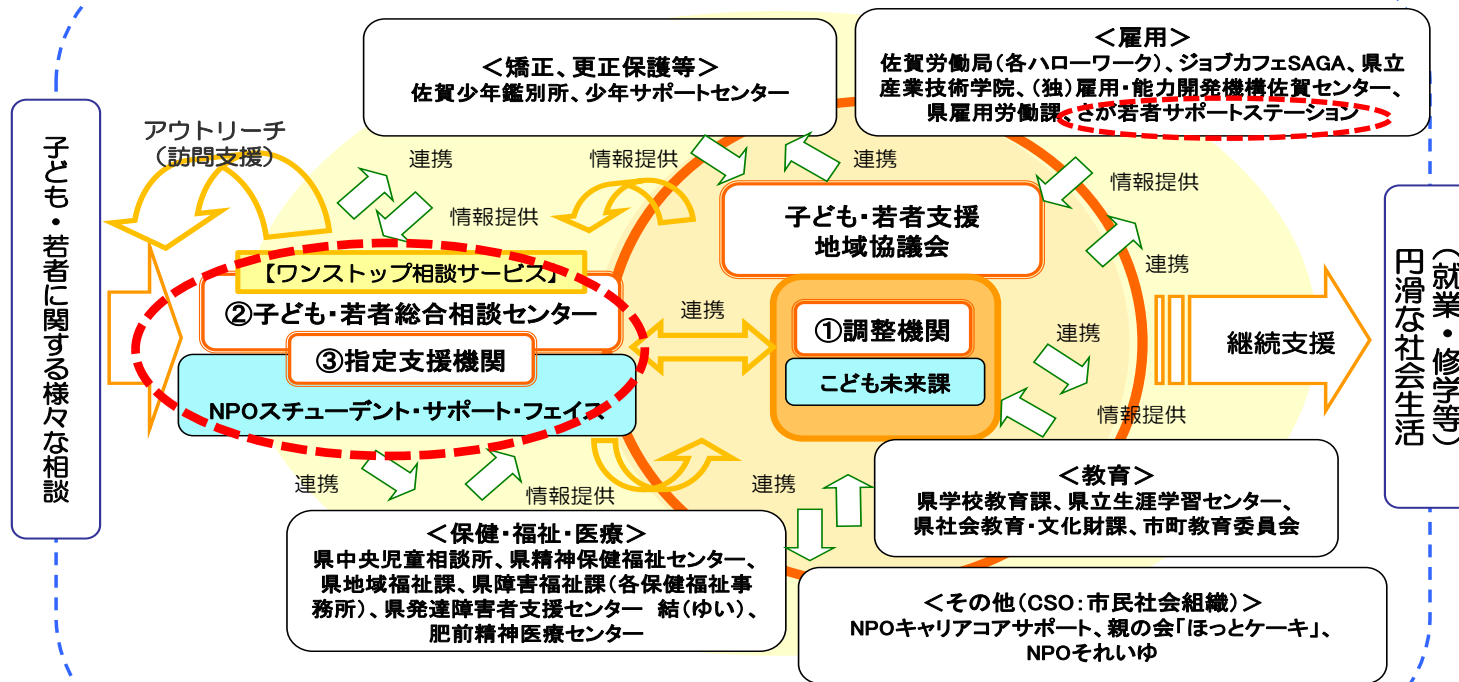 ＜矯正、更正保護等＞
佐賀少年鑑別所、少年サポートセンター
＜雇用＞
佐賀労働局（各ハローワーク）、ジョブカフェSAGA、県立
産業技術学院、（独）雇用・能力開発機構佐賀センター、
県雇用労働課、さが若者サポートステーション
子ども・若者に関する様々な相談
アウトリーチ
（訪問支援）
連携
情報提供
情報提供
連携
情報提供
連携
子ども・若者支援
地域協議会
【ワンストップ相談サービス】
②子ども・若者総合相談センター
③指定支援機関
NPOスチューデント・サポート・フェイス
連携
①調整機関
こども未来課
連携
情報提供
継続支援
円滑な社会生活
（就業・修学等）
連携
情報提供
連携
＜教育＞
県学校教育課、県立生涯学習センター、
県社会教育・文化財課、市町教育委員会
＜保健・福祉・医療＞
県中央児童相談所、県精神保健福祉センター、
県地域福祉課、県障害福祉課（各保健福祉事
務所）、県発達障害者支援センター　結（ゆい）、
肥前精神医療センター
＜その他（CSO：市民社会組織）＞
NPOキャリアコアサポート、親の会「ほっとケーキ」、
NPOそれいゆ